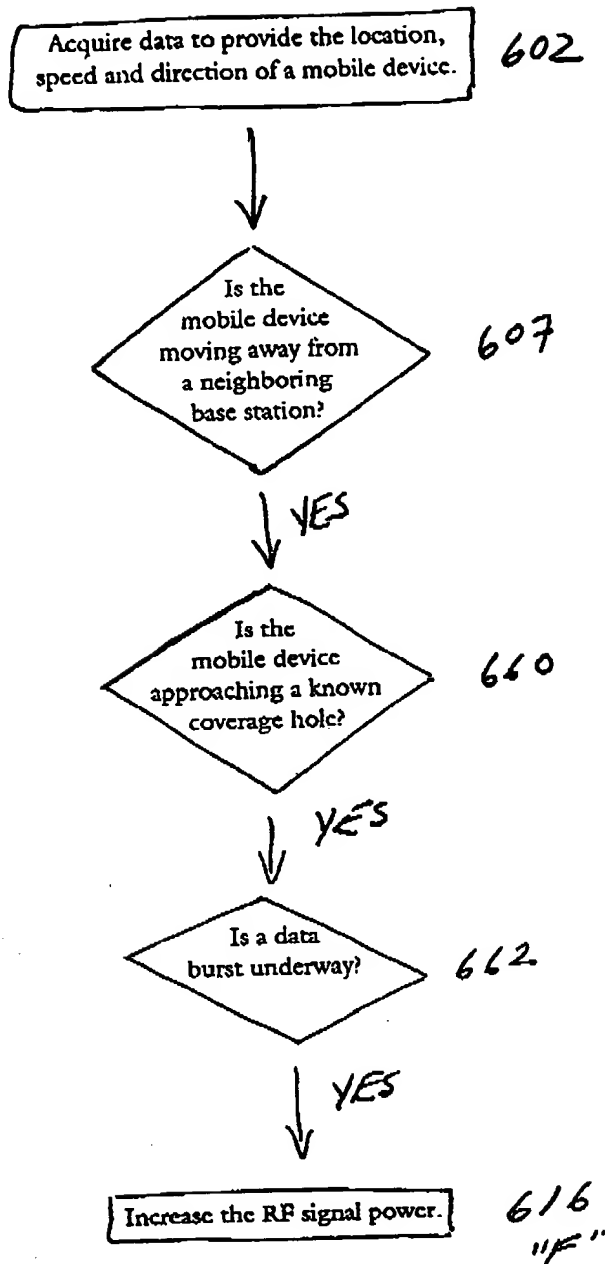 Acquire data to provide the location,
speed and direction of a mobile device.
602
Is the
mobile device
moving away from
a neighboring
base station?
607
YES
Is the
mobile device
approaching a known
coverage hole?
660
YES
Is a data
burst underway?
662
YES
Increase the RF signal power.
616
"F"